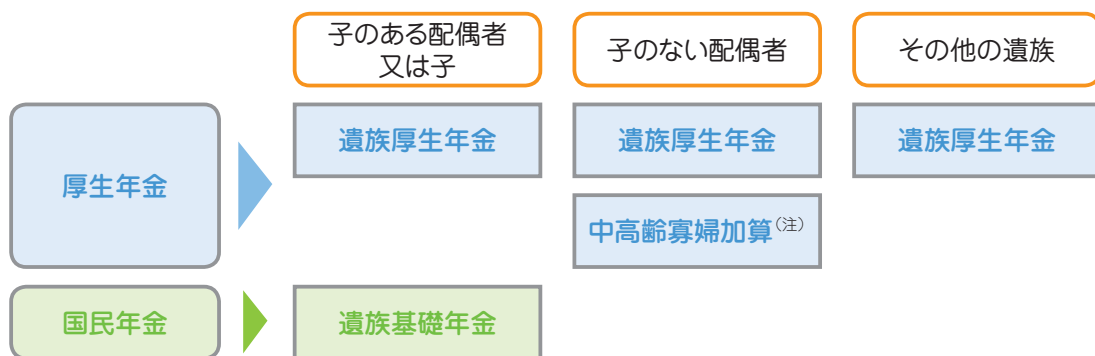 子のある配偶者
又は子
子のない配偶者
その他の遺族
厚生年金
遺族厚生年金
遺族厚生年金
遺族厚生年金
中高齢寡婦加算(注)
国民年金
遺族基礎年金